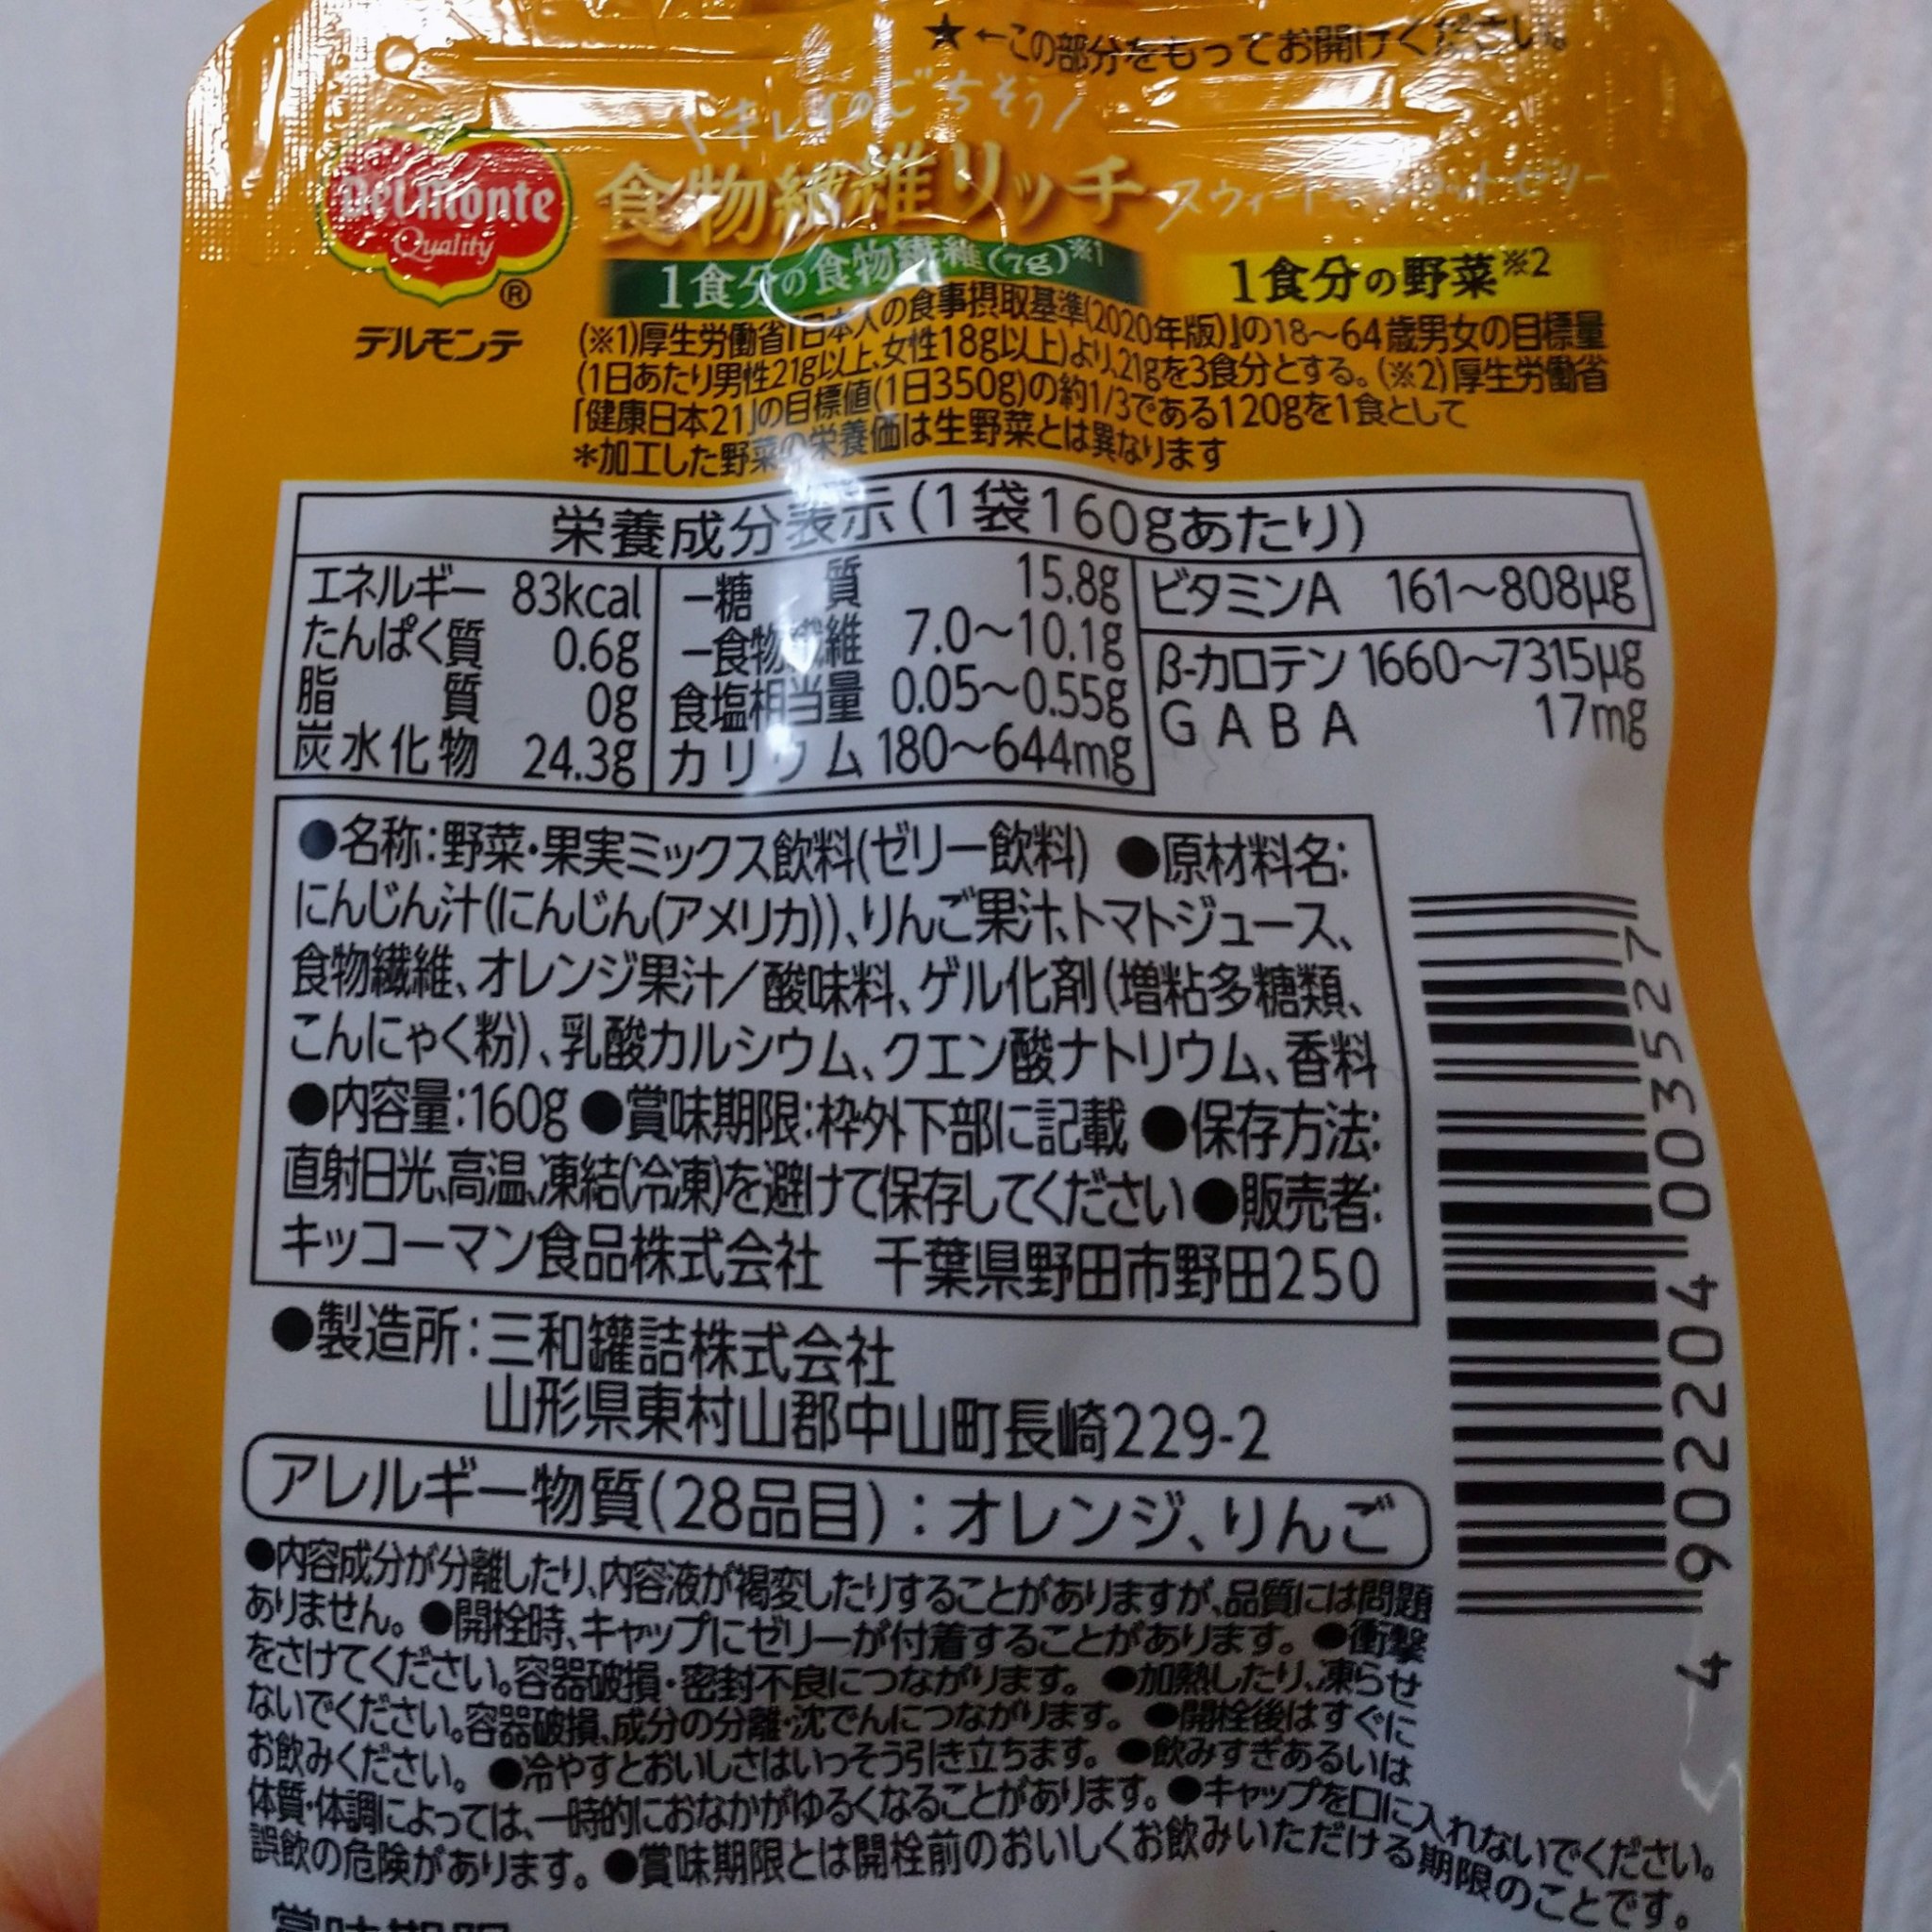 ★←この部分をもってお開けください。
\キレイのごちそう/
Del Monte
Quality
®
デルモンテ
食物繊維リッチ スウィートキャロットゼリー
1食分の食物繊維(7g)※1
1食分の野菜※2
(※1)厚生労働省「日本人の食事摂取基準(2020年版)」の18～64歳男女の目標量
(1日あたり男性21g以上、女性18g以上)より、21gを3食分とする。(※2)厚生労働省
「健康日本21」の目標値(1日350g)の約1/3である120gを1食として
＊加工した野菜の栄養価は生野菜とは異なります
栄養成分表示(1袋160gあたり)
エネルギー 83kcal
たんぱく質 0.6g
脂質 0g
炭水化物 24.3g
−糖質 15.8g
−食物繊維 7.0～10.1g
食塩相当量 0.05～0.55g
カリウム 180～644mg
ビタミンA 161～808μg
β-カロテン 1660～7315μg
GABA 17mg
●名称:野菜・果実ミックス飲料(ゼリー飲料) ●原材料名:
にんじん汁(にんじん(アメリカ))、りんご果汁、トマトジュース、
食物繊維、オレンジ果汁／酸味料、ゲル化剤(増粘多糖類、
こんにゃく粉)、乳酸カルシウム、クエン酸ナトリウム、香料
●内容量:160g ●賞味期限:枠外下部に記載 ●保存方法:
直射日光、高温、凍結(冷凍)を避けて保存してください ●販売者:
キッコーマン食品株式会社 千葉県野田市野田250
●製造所:三和罐詰株式会社
山形県東村山郡中山町長崎229-2
アレルギー物質(28品目):オレンジ、りんご
●内容成分が分離したり、内容液が褐変したりすることがありますが、品質には問題
ありません。●開栓時、キャップにゼリーが付着することがあります。●衝撃
をさけてください。容器破損・密封不良につながります。●加熱したり、凍らせ
ないでください。容器破損、成分の分離・沈でんにつながります。●開栓後はすぐに
お飲みください。●冷やすとおいしさはいっそう引き立ちます。●飲みすぎあるいは
体質・体調によっては、一時的におなかがゆるくなることがあります。●キャップを口に入れないでください。
誤飲の危険があります。●賞味期限とは開栓前のおいしくお飲みいただける期限のことです。
賞味期限
4 902204 003527